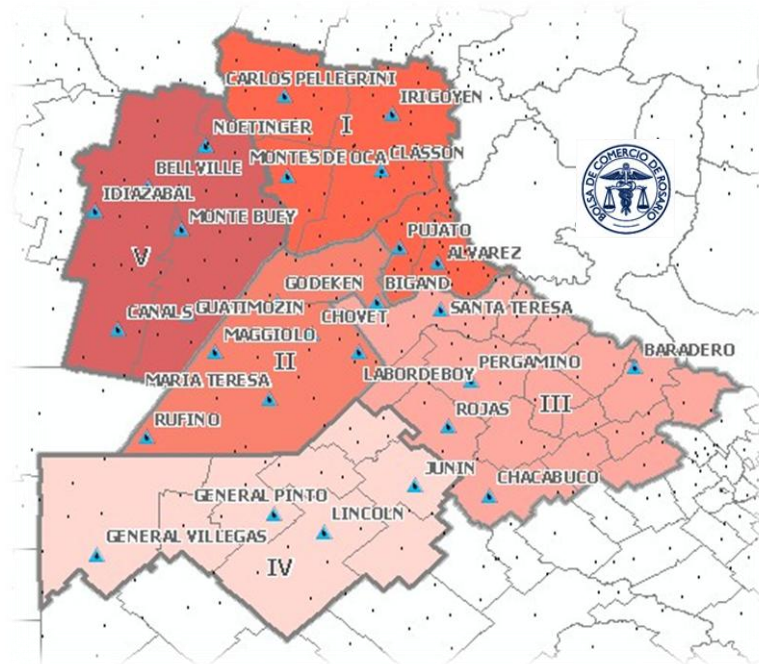 CARLOS PELLEGRINI
IRIGOYEN
I
NOETINGER
BELLVILLE
MONTES DE OCA
CLASSON
BOLSA DE COMERCIO DE ROSARIO
IDIAZABAL
MONTE BUEY
V
PUJATO
ALVAREZ
GODEKEN
BIGAND
CANALS
GUATIMOZIN
CHOVET
SANTA TERESA
MAGGIOLO
II
LABORDEBOY
PERGAMINO
BARADERO
MARIA TERESA
III
RUFINO
ROJAS
JUNIN
CHACABUCO
GENERAL PINTO
LINCOLN
GENERAL VILLEGAS
IV